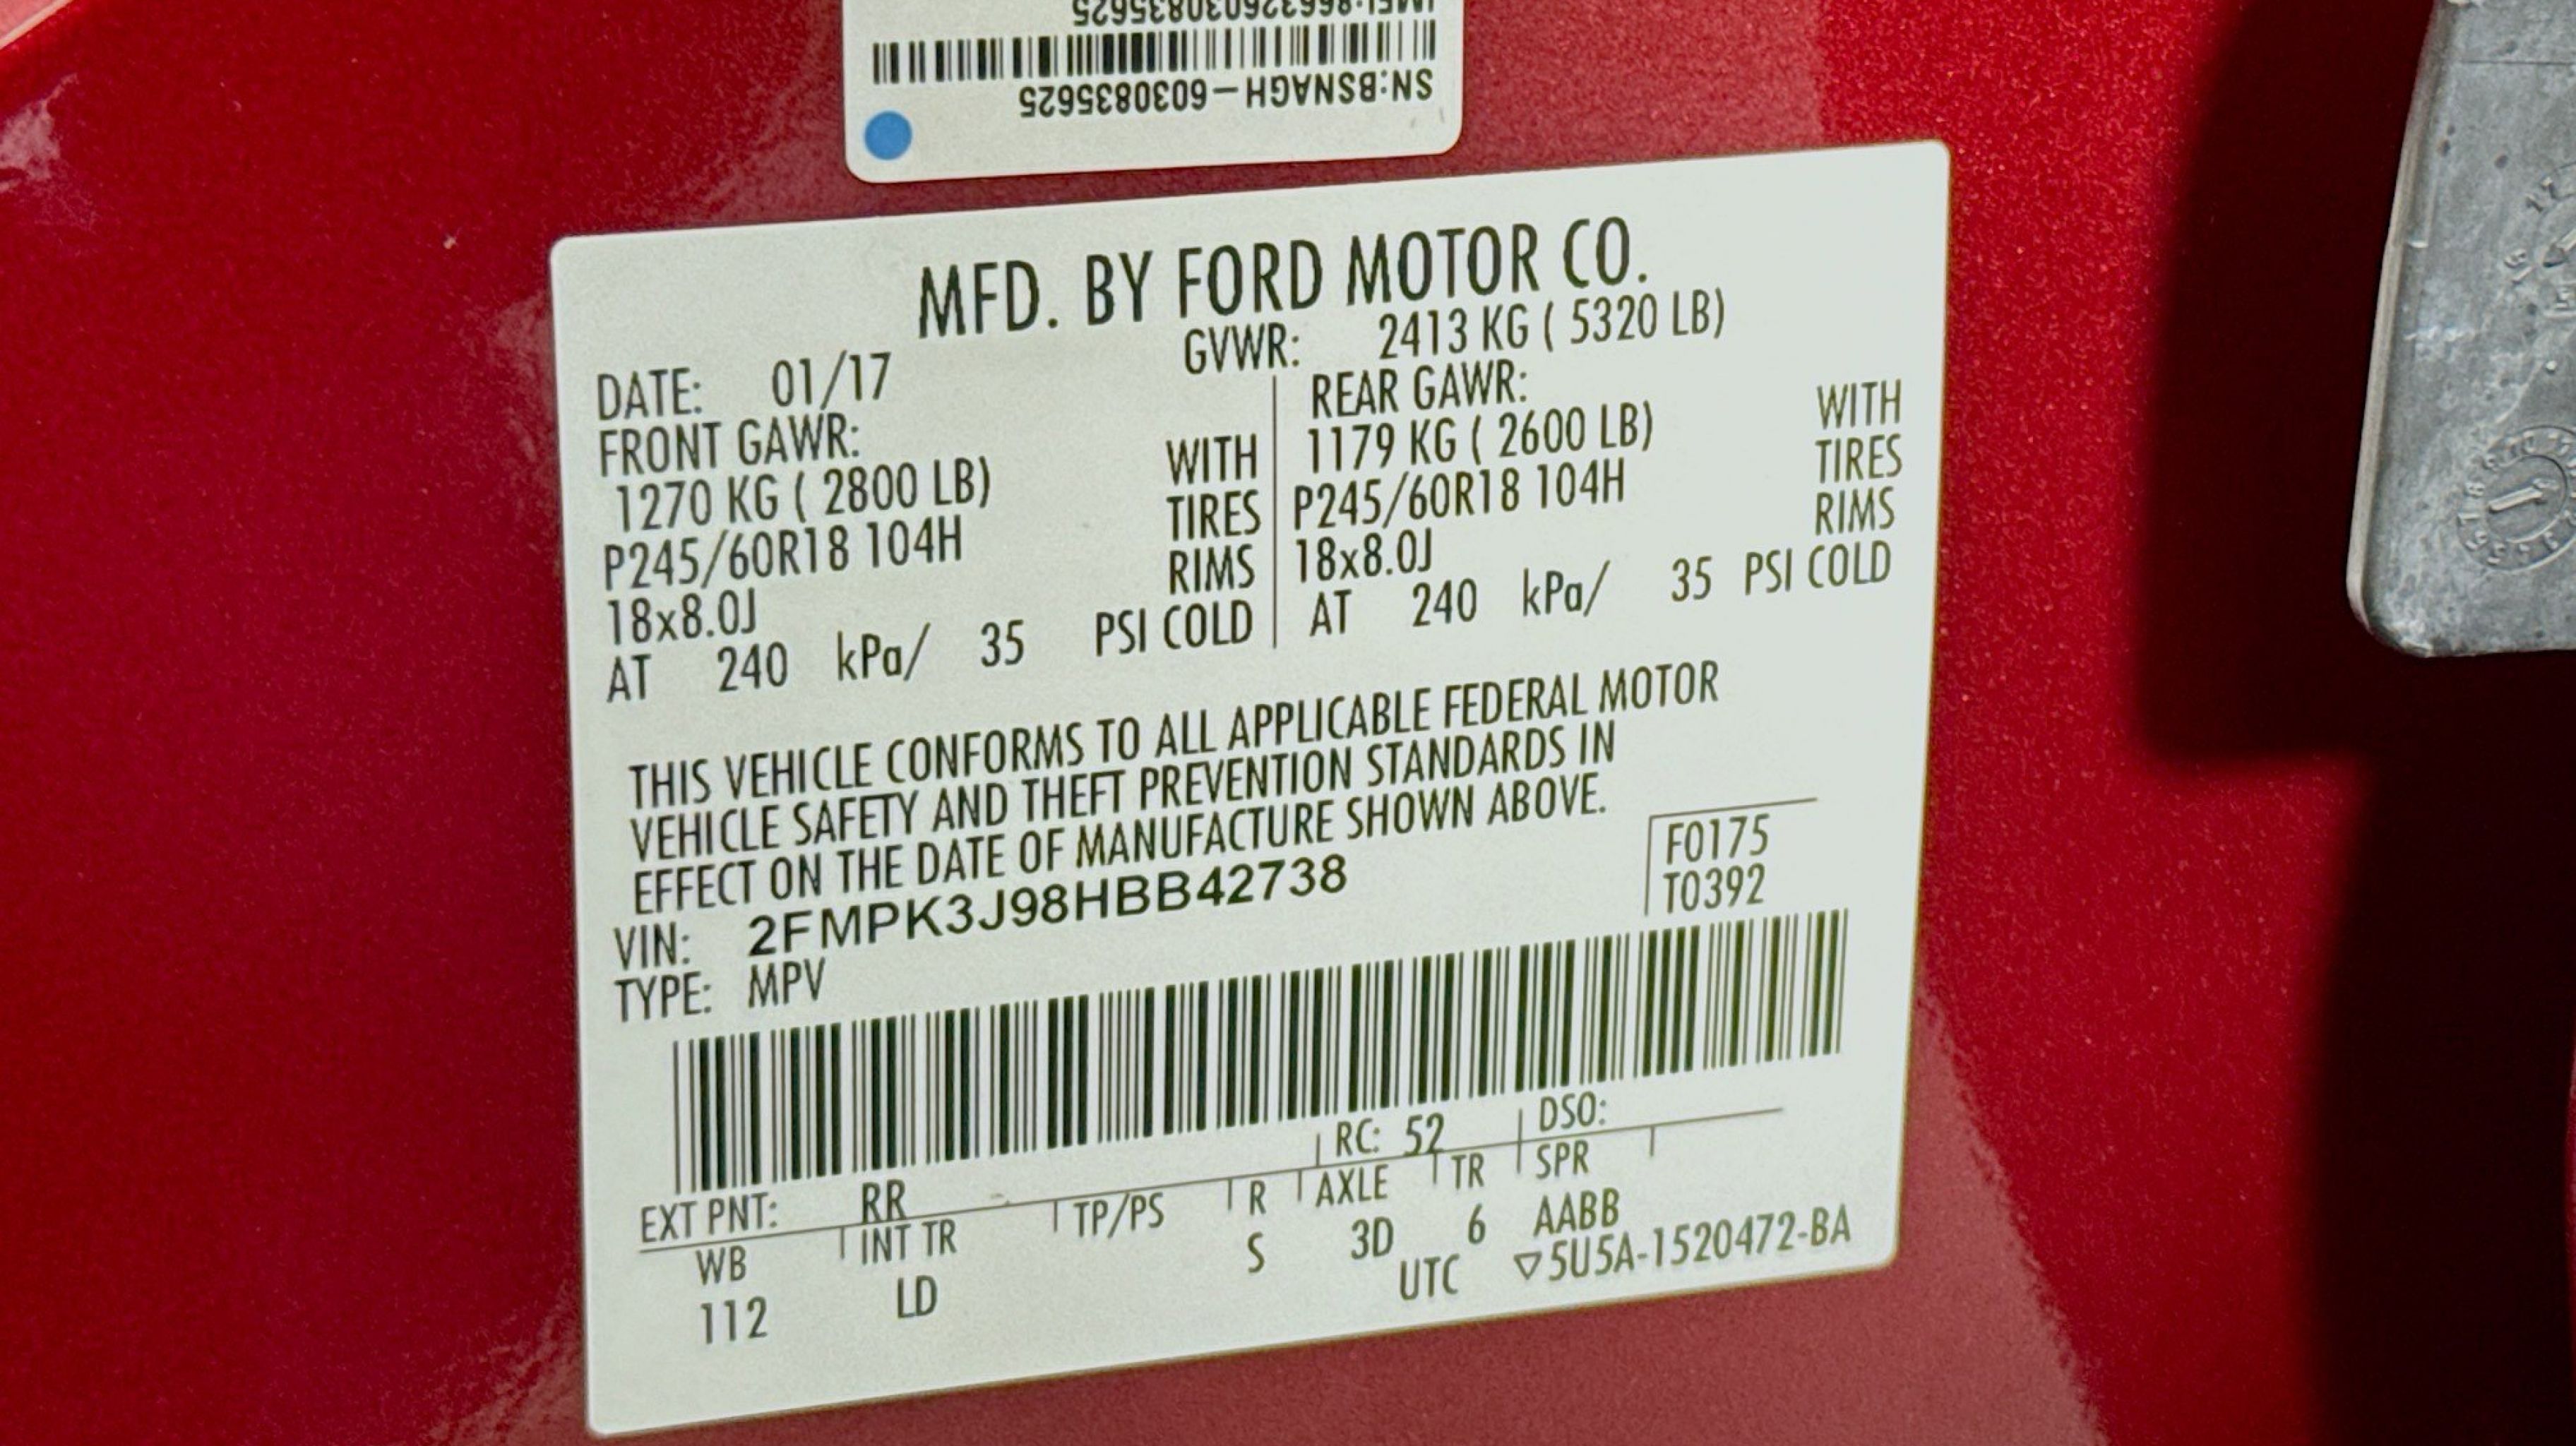 IMEI:866326030835625
SN:BSNAGH-6030835625
MFD. BY FORD MOTOR CO.
DATE: 01/17 GVWR: 2413 KG ( 5320 LB)
FRONT GAWR: REAR GAWR:
1270 KG ( 2800 LB) WITH 1179 KG ( 2600 LB) WITH
P245/60R18 104H TIRES P245/60R18 104H TIRES
18x8.0J RIMS 18x8.0J RIMS
AT 240 kPa/ 35 PSI COLD AT 240 kPa/ 35 PSI COLD
THIS VEHICLE CONFORMS TO ALL APPLICABLE FEDERAL MOTOR
VEHICLE SAFETY AND THEFT PREVENTION STANDARDS IN
EFFECT ON THE DATE OF MANUFACTURE SHOWN ABOVE.
VIN: 2FMPK3J98HBB42738
TYPE: MPV
F0175
T0392
EXT PNT: RR RC: 52 DSO:
WB INT TR TP/PS R AXLE TR SPR
112 LD S 3D 6 AABB
UTC ▽5U5A-1520472-BA